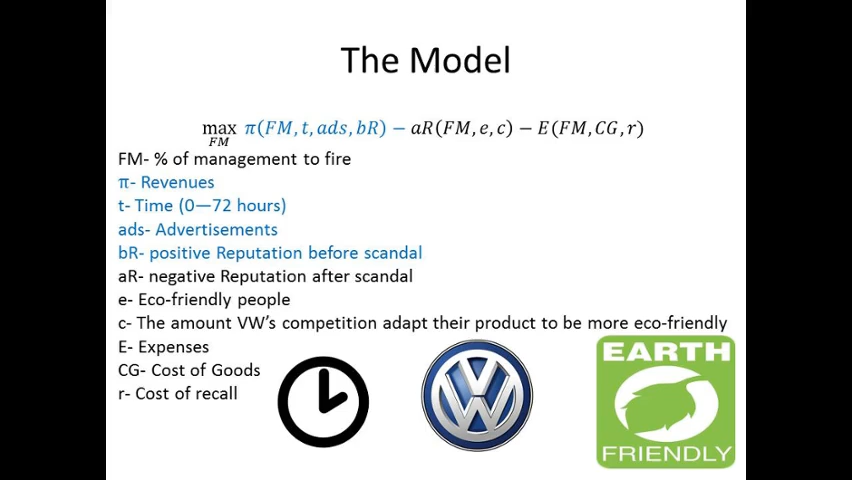 The Model
max FM π(FM, t, ads, bR) − aR(FM, e, c) − E(FM, CG, r)
FM- % of management to fire
π- Revenues
t- Time (0—72 hours)
ads- Advertisements
bR- positive Reputation before scandal
aR- negative Reputation after scandal
e- Eco-friendly people
c- The amount VW's competition adapt their product to be more eco-friendly
E- Expenses
CG- Cost of Goods
r- Cost of recall
VW
EARTH
FRIENDLY